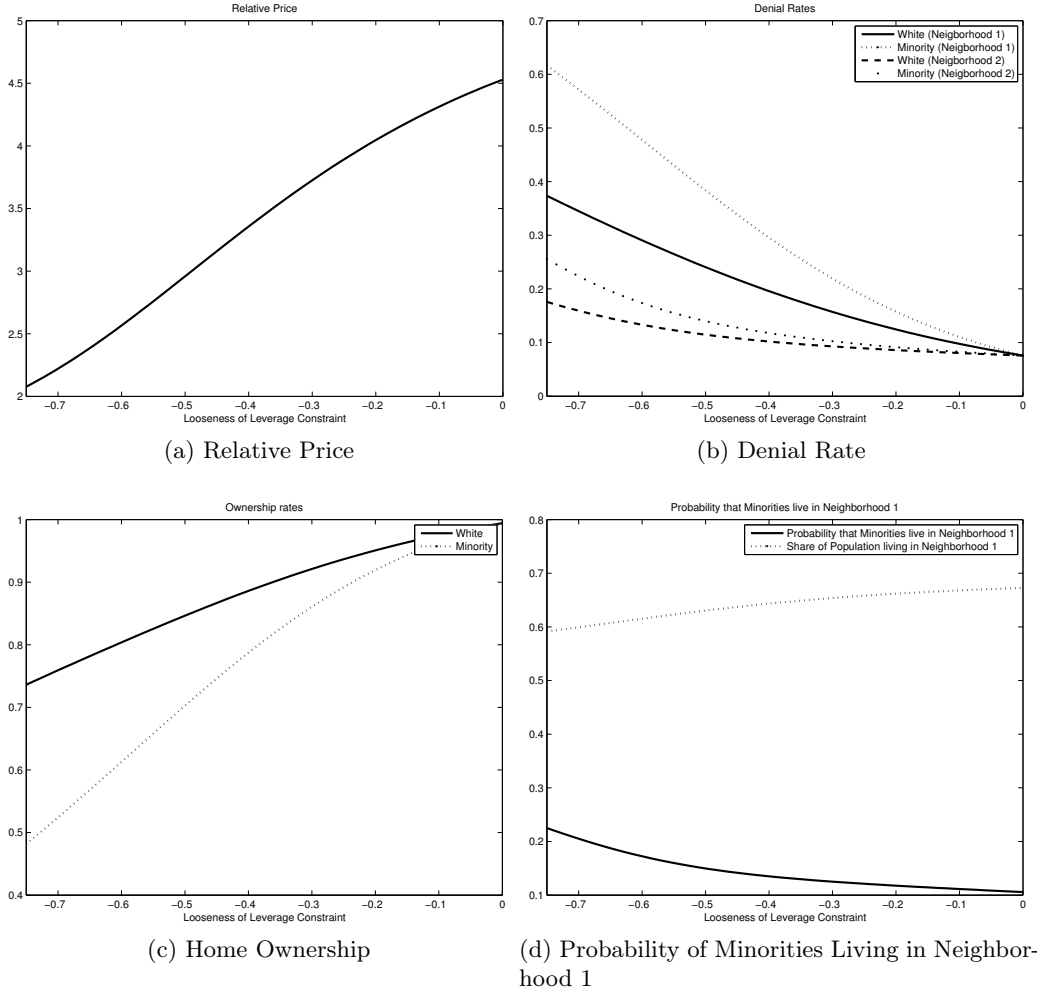 Relative Price
5
4.5
4
3.5
3
2.5
2
−0.7 −0.6 −0.5 −0.4 −0.3 −0.2 −0.1 0
Looseness of Leverage Constraint
(a) Relative Price
Denial Rates
White (Neigborhood 1)
Minority (Neighborhood 1)
White (Neigborhood 2)
Minority (Neighborhood 2)
0.7
0.6
0.5
0.4
0.3
0.2
0.1
0
−0.7 −0.6 −0.5 −0.4 −0.3 −0.2 −0.1 0
Looseness of Leverage Constraint
(b) Denial Rate
Ownership rates
White
Minority
1
0.9
0.8
0.7
0.6
0.5
0.4
−0.7 −0.6 −0.5 −0.4 −0.3 −0.2 −0.1 0
Looseness of Leverage Constraint
(c) Home Ownership
Probability that Minorities live in Neighborhood 1
Probability that Minorities live in Neighborhood 1
Share of Population living in Neighborhood 1
0.8
0.7
0.6
0.5
0.4
0.3
0.2
0.1
−0.7 −0.6 −0.5 −0.4 −0.3 −0.2 −0.1 0
Looseness of Leverage Constraint
(d) Probability of Minorities Living in Neighbor-
hood 1